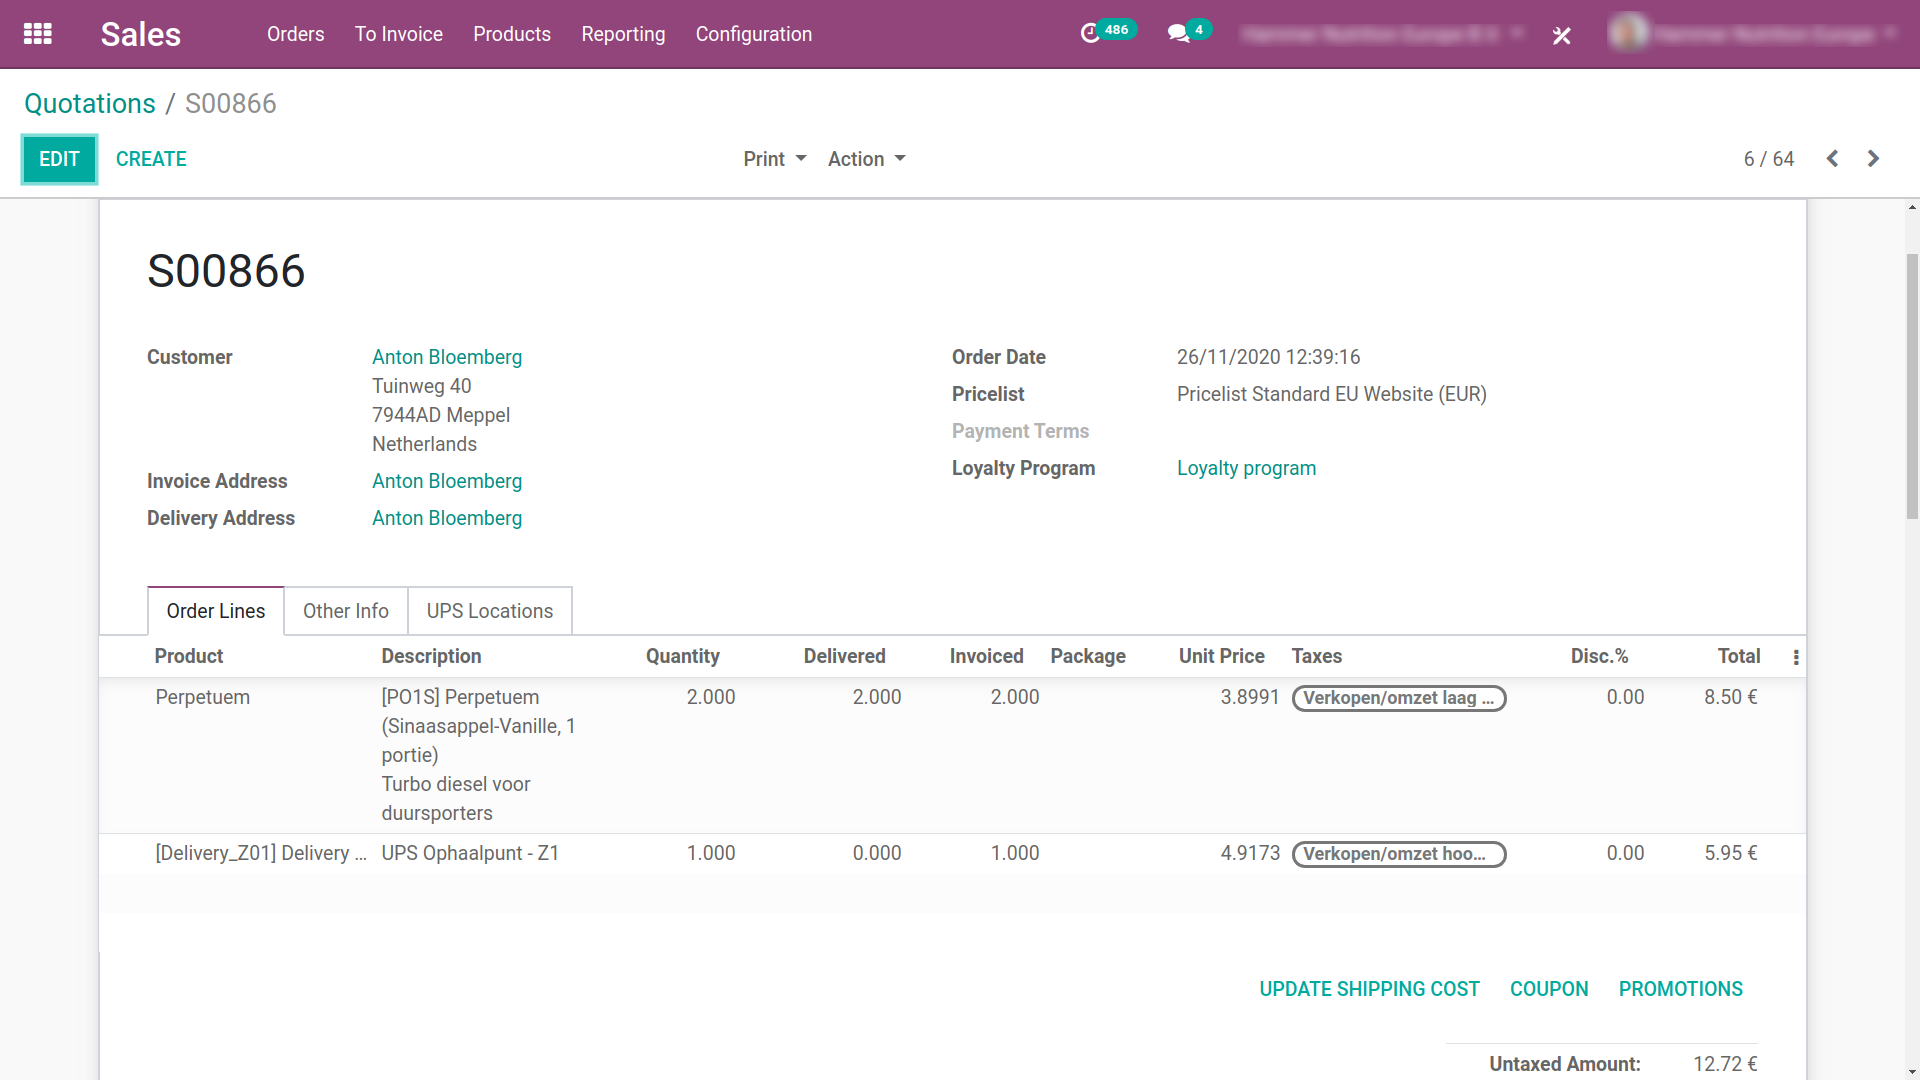 Sales
Orders
To Invoice
Products
Reporting
Configuration
486
4
Quotations / S00866
EDIT
CREATE
Print
Action
6 / 64
S00866
Customer
Anton Bloemberg
Tuinweg 40
7944AD Meppel
Netherlands
Invoice Address
Anton Bloemberg
Delivery Address
Anton Bloemberg
Order Date
26/11/2020 12:39:16
Pricelist
Pricelist Standard EU Website (EUR)
Payment Terms
Loyalty Program
Loyalty program
Order Lines
Other Info
UPS Locations
Product Description Quantity Delivered Invoiced Package Unit Price Taxes Disc.% Total
Perpetuem [PO1S] Perpetuem 2.000 2.000 2.000 3.8991 Verkopen/omzet laag ... 0.00 8.50 €
(Sinaasappel-Vanille, 1
portie)
Turbo diesel voor
duursporters
[Delivery_Z01] Delivery ... UPS Ophaalpunt - Z1 1.000 0.000 1.000 4.9173 Verkopen/omzet hoo... 0.00 5.95 €
UPDATE SHIPPING COST
COUPON
PROMOTIONS
Untaxed Amount: 12.72 €